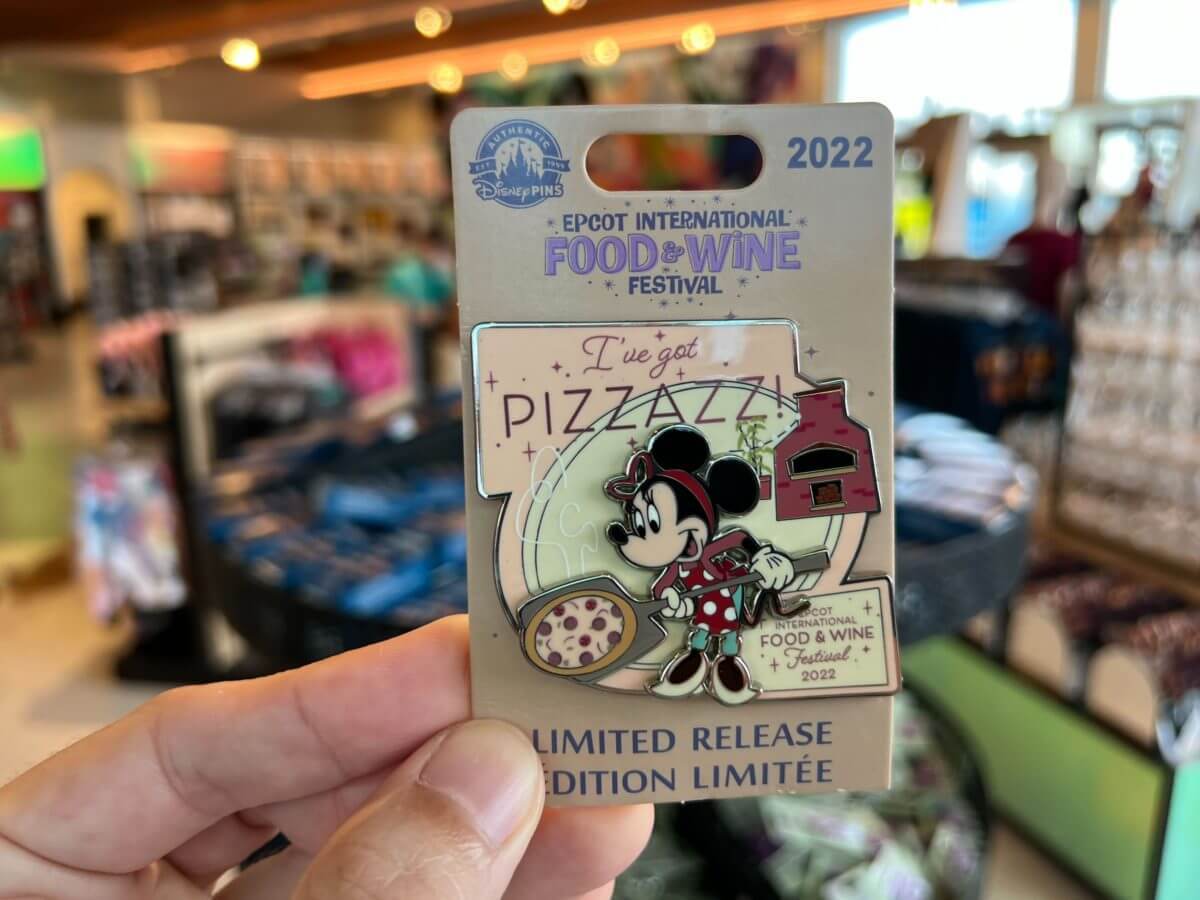 AUTHENTIC
EST 1999
Disney PINS
2022
EPCOT INTERNATIONAL
FOOD & WiNE
FESTIVAL
I've got
PIZZAZZ!
EPCOT
INTERNATIONAL
FOOD & WINE
Festival
2022
LIMITED RELEASE
ÉDITION LIMITÉE